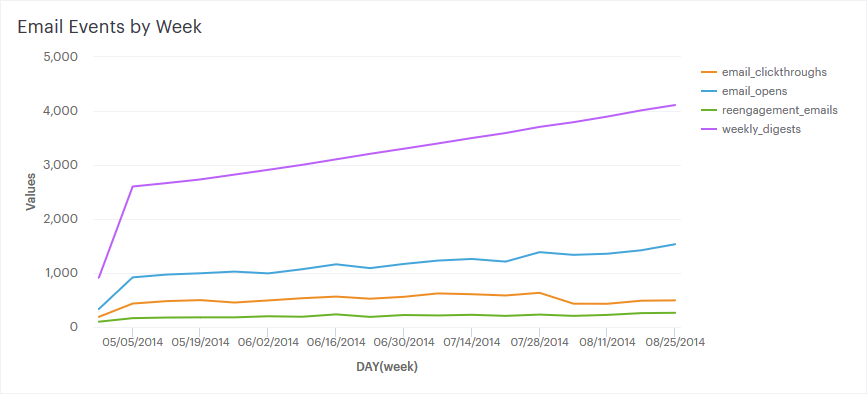 Email Events by Week
5,000
4,000
3,000
2,000
1,000
0
Values
05/05/2014 05/19/2014 06/02/2014 06/16/2014 06/30/2014 07/14/2014 07/28/2014 08/11/2014 08/25/2014
DAY(week)
email_clickthroughs
email_opens
reengagement_emails
weekly_digests